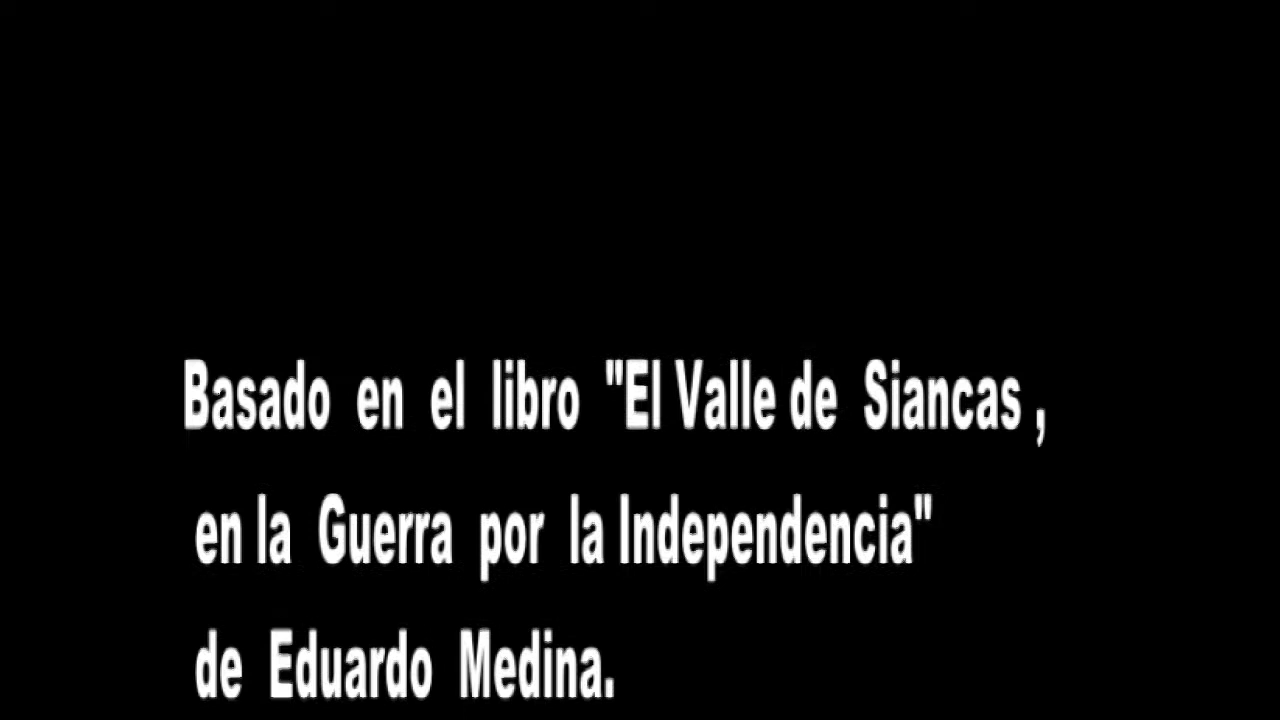 Basado en el libro "El Valle de Siancas ,
en la Guerra por la Independencia"
de Eduardo Medina.